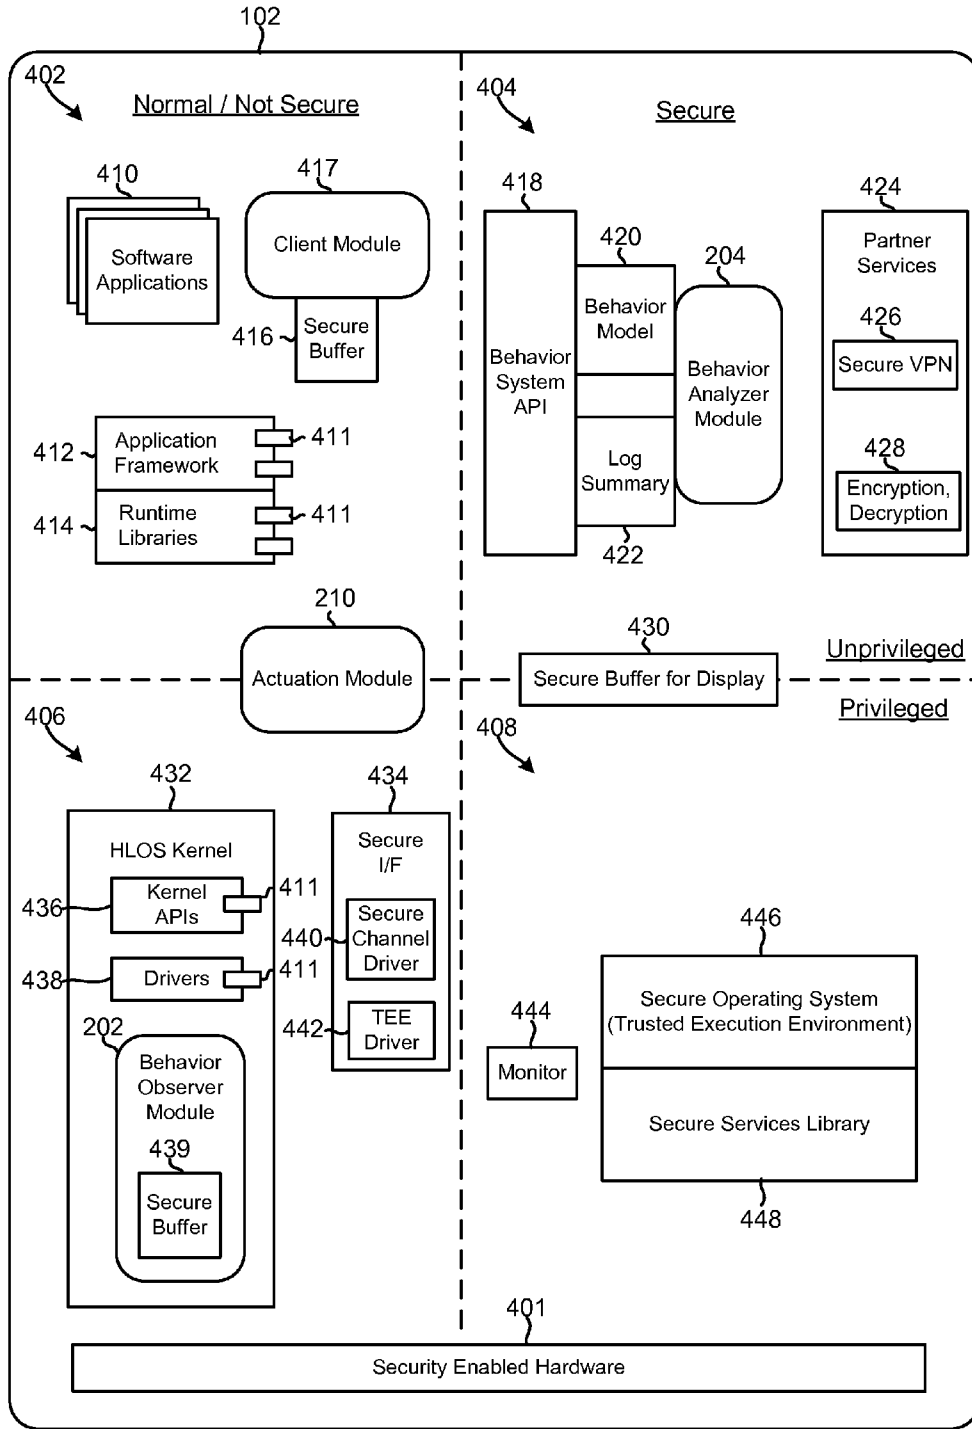 102
402
Normal / Not Secure
404
Secure
410
Software
Applications
417
Client Module
416
Secure
Buffer
418
Behavior
System
API
420
Behavior
Model
204
Behavior
Analyzer
Module
Log
Summary
422
424
Partner
Services
426
Secure VPN
428
Encryption,
Decryption
412
Application
Framework
411
414
Runtime
Libraries
411
210
Actuation Module
430
Secure Buffer for Display
Unprivileged
Privileged
406
408
432
HLOS Kernel
436
Kernel
APIs
411
438
Drivers
411
202
Behavior
Observer
Module
439
Secure
Buffer
434
Secure
I/F
440
Secure
Channel
Driver
442
TEE
Driver
444
Monitor
446
Secure Operating System
(Trusted Execution Environment)
Secure Services Library
448
401
Security Enabled Hardware